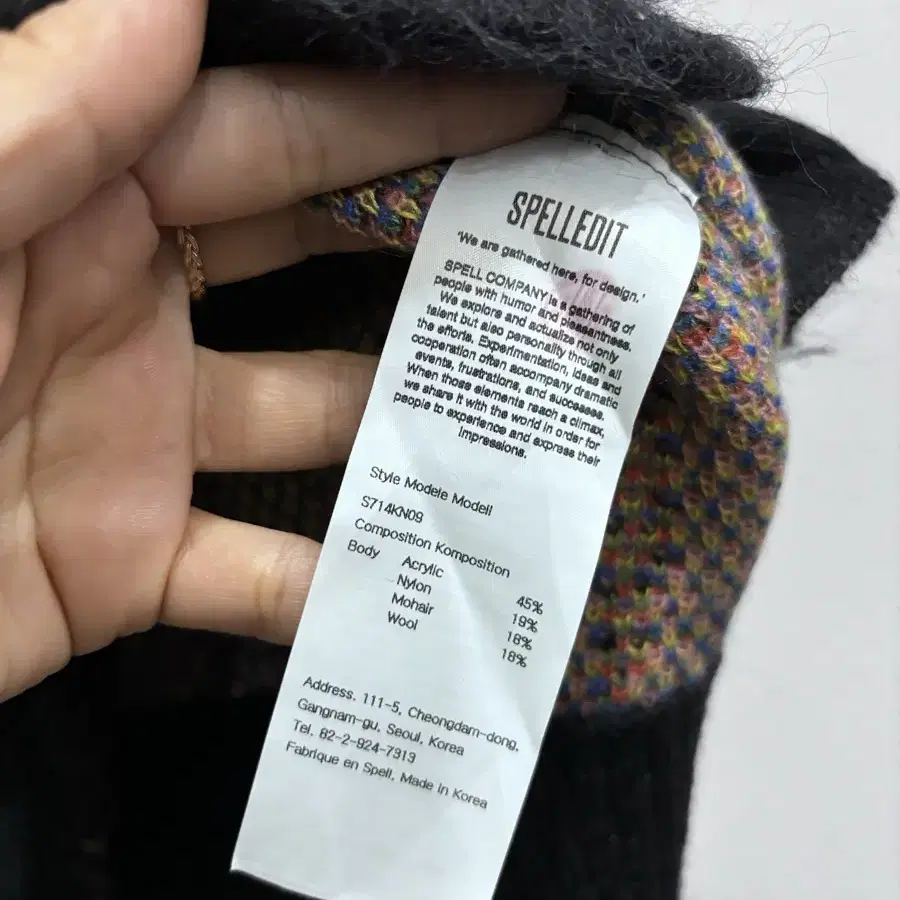 SPELLEDIT
'We are gathered here, for design.'
SPELL COMPANY is a gathering of
people with humor and pleasantness.
We explore and actualize not only
talent but also personality through all
the efforts. Experimentation, ideas and
cooperation often accompany dramatic
events, frustrations, and successes.
When those elements reach a climax,
we share it with the world in order for
people to experience and express their
impressions.
Style Modele Modell
S714KN09
Composition Komposition
Body Acrylic 45%
Nylon 19%
Mohair 18%
Wool 18%
Address. 111-5, Cheongdam-dong,
Gangnam-gu, Seoul, Korea
Tel. 82-2-924-7313
Fabrique en Spell, Made in Korea